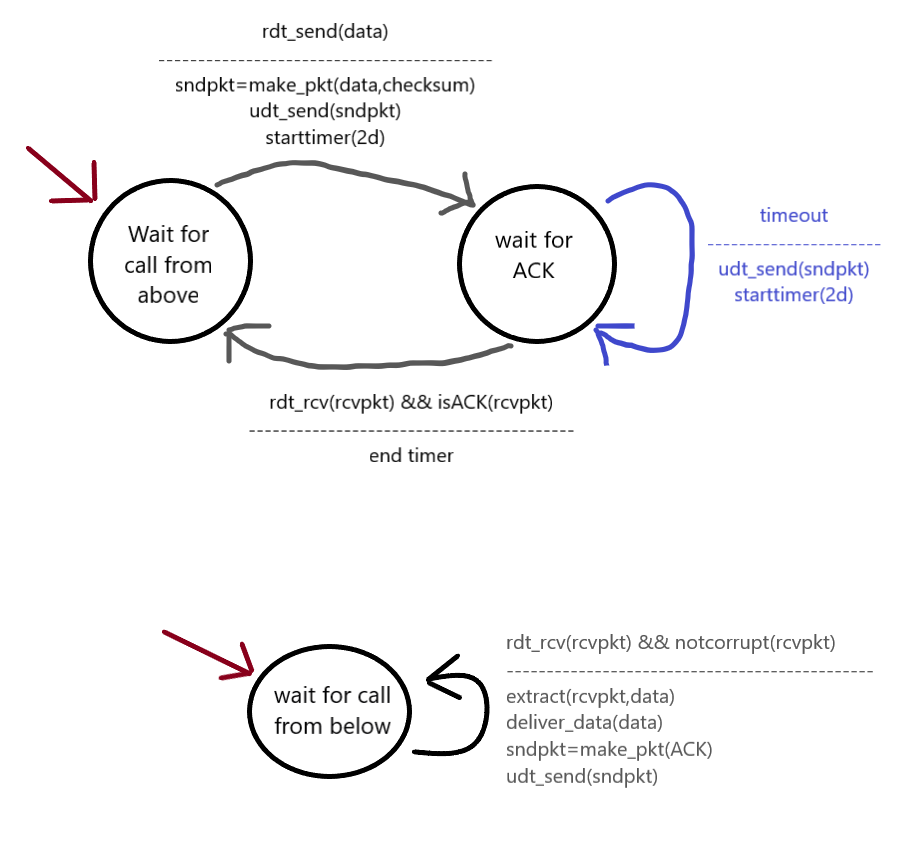 rdt_send(data)
-----------------------------------------
sndpkt=make_pkt(data,checksum)
udt_send(sndpkt)
starttimer(2d)
Wait for
call from
above
wait for
ACK
timeout
----------------------
udt_send(sndpkt)
starttimer(2d)
rdt_rcv(rcvpkt) && isACK(rcvpkt)
----------------------------------------
end timer
wait for call
from below
rdt_rcv(rcvpkt) && notcorrupt(rcvpkt)
----------------------------------------------
extract(rcvpkt,data)
deliver_data(data)
sndpkt=make_pkt(ACK)
udt_send(sndpkt)